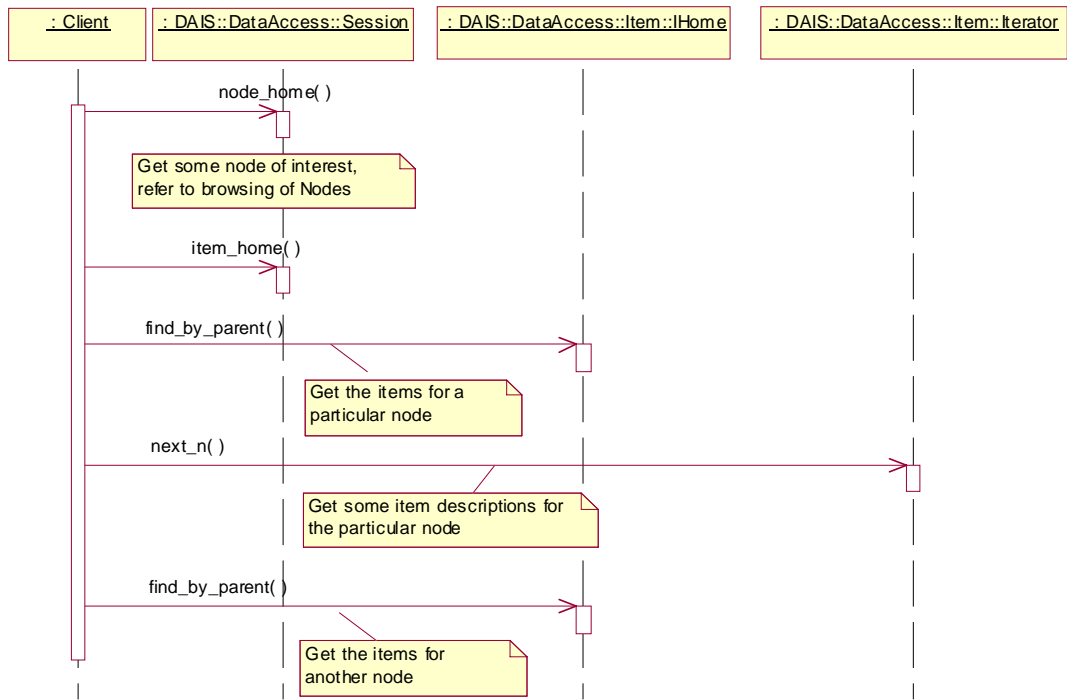 : Client
: DAIS::DataAccess::Session
: DAIS::DataAccess::Item::IHome
: DAIS::DataAccess::Item::Iterator
node_home( )
Get some node of interest,
refer to browsing of Nodes
item_home( )
find_by_parent( )
Get the items for a
particular node
next_n( )
Get some item descriptions for
the particular node
find_by_parent( )
Get the items for
another node